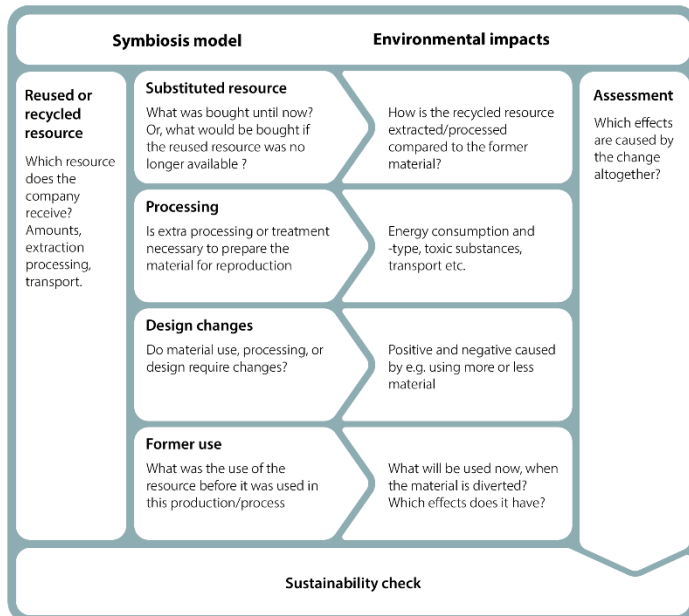 Symbiosis model
Environmental impacts
Reused or
recycled
resource
Which resource
does the
company
receive?
Amounts,
extraction
processing,
transport.
Substituted resource
What was bought until now?
Or, what would be bought if
the reused resource was no
longer available ?
How is the recycled resource
extracted/processed
compared to the former
material?
Processing
Is extra processing or treatment
necessary to prepare the
material for reproduction
Energy consumption and
-type, toxic substances,
transport etc.
Design changes
Do material use, processing, or
design require changes?
Positive and negative caused
by e.g. using more or less
material
Former use
What was the use of the
resource before it was used in
this production/process
What will be used now, when
the material is diverted?
Which effects does it have?
Assessment
Which effects
are caused by
the change
altogether?
Sustainability check